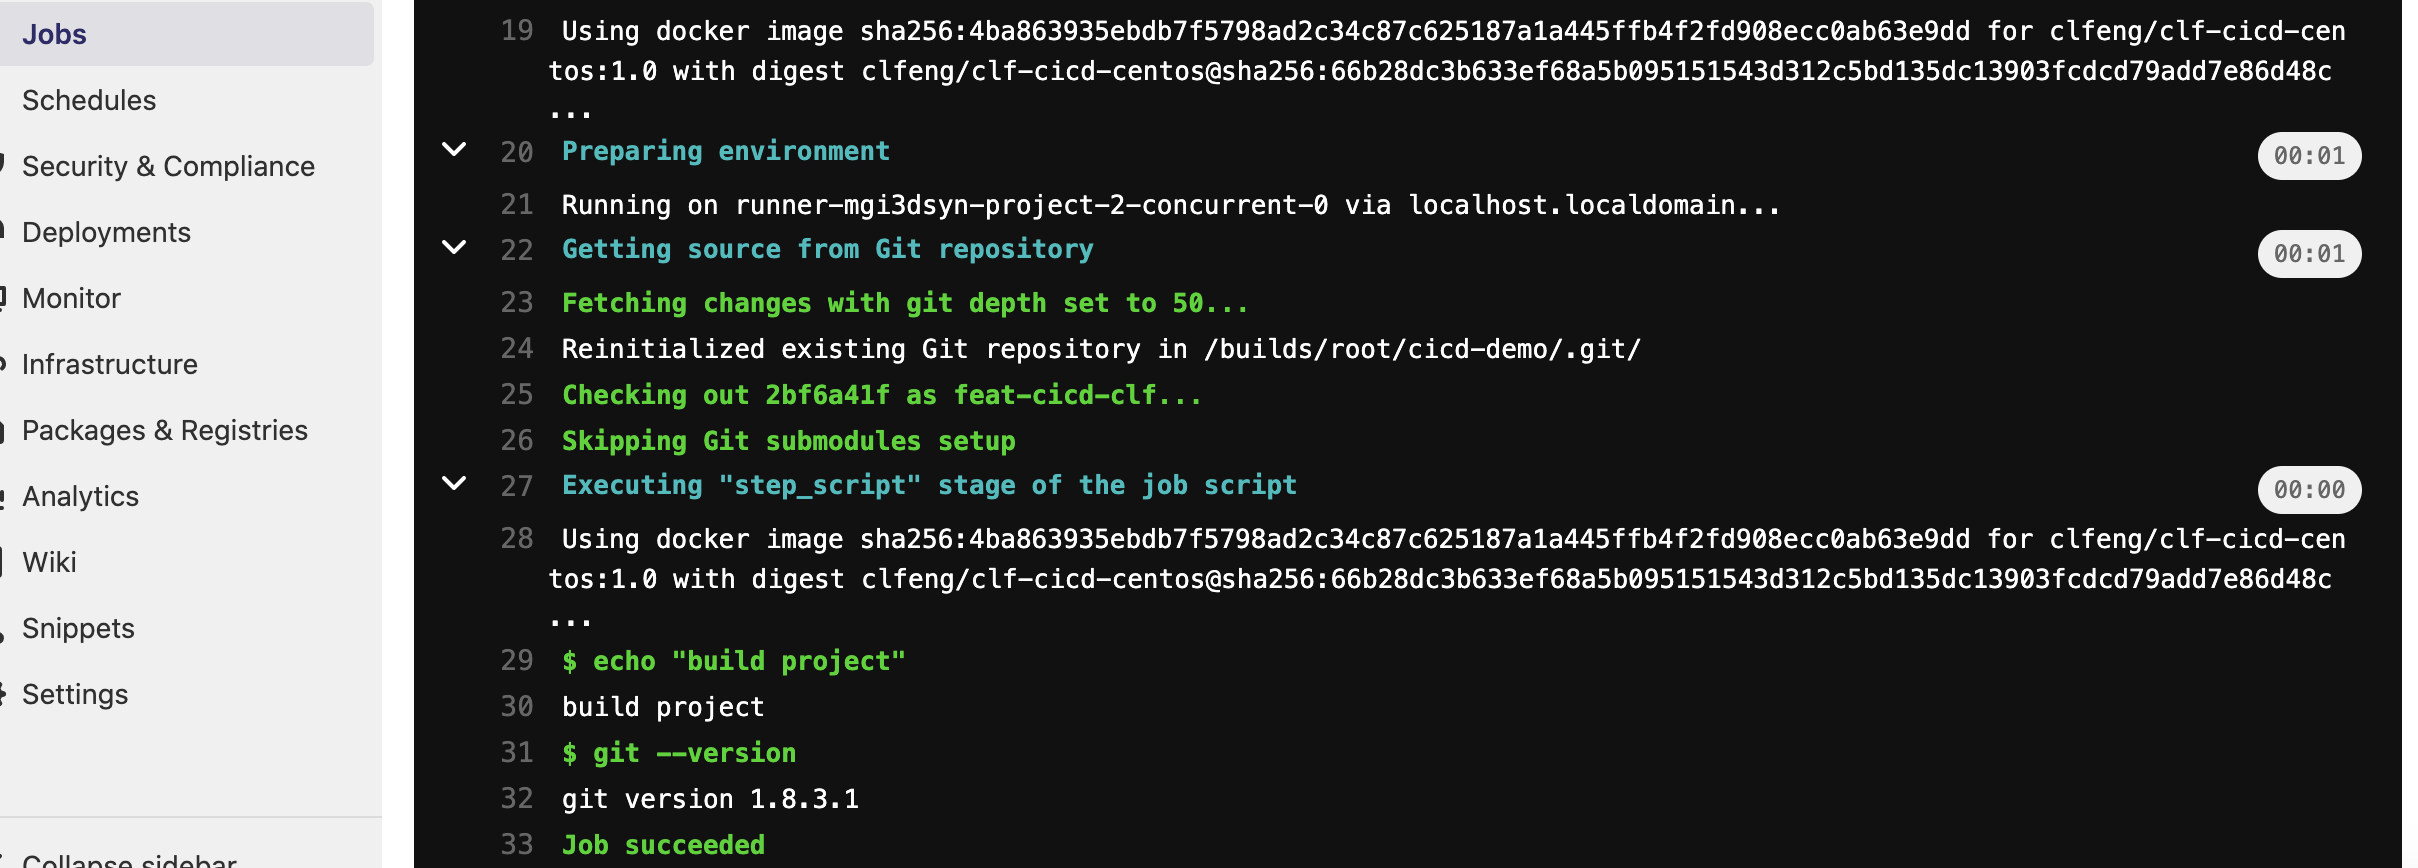 Jobs
Schedules
Security & Compliance
Deployments
Monitor
Infrastructure
Packages & Registries
Analytics
Wiki
Snippets
Settings
Collapse sidebar
19 Using docker image sha256:4ba863935ebdb7f5798ad2c34c87c625187a1a445ffb4f2fd908ecc0ab63e9dd for clfeng/clf-cicd-cen
tos:1.0 with digest clfeng/clf-cicd-centos@sha256:66b28dc3b633ef68a5b095151543d312c5bd135dc13903fcdcd79add7e86d48c
...
20 Preparing environment 00:01
21 Running on runner-mgi3dsyn-project-2-concurrent-0 via localhost.localdomain...
22 Getting source from Git repository 00:01
23 Fetching changes with git depth set to 50...
24 Reinitialized existing Git repository in /builds/root/cicd-demo/.git/
25 Checking out 2bf6a41f as feat-cicd-clf...
26 Skipping Git submodules setup
27 Executing "step_script" stage of the job script 00:00
28 Using docker image sha256:4ba863935ebdb7f5798ad2c34c87c625187a1a445ffb4f2fd908ecc0ab63e9dd for clfeng/clf-cicd-cen
tos:1.0 with digest clfeng/clf-cicd-centos@sha256:66b28dc3b633ef68a5b095151543d312c5bd135dc13903fcdcd79add7e86d48c
...
29 $ echo "build project"
30 build project
31 $ git --version
32 git version 1.8.3.1
33 Job succeeded